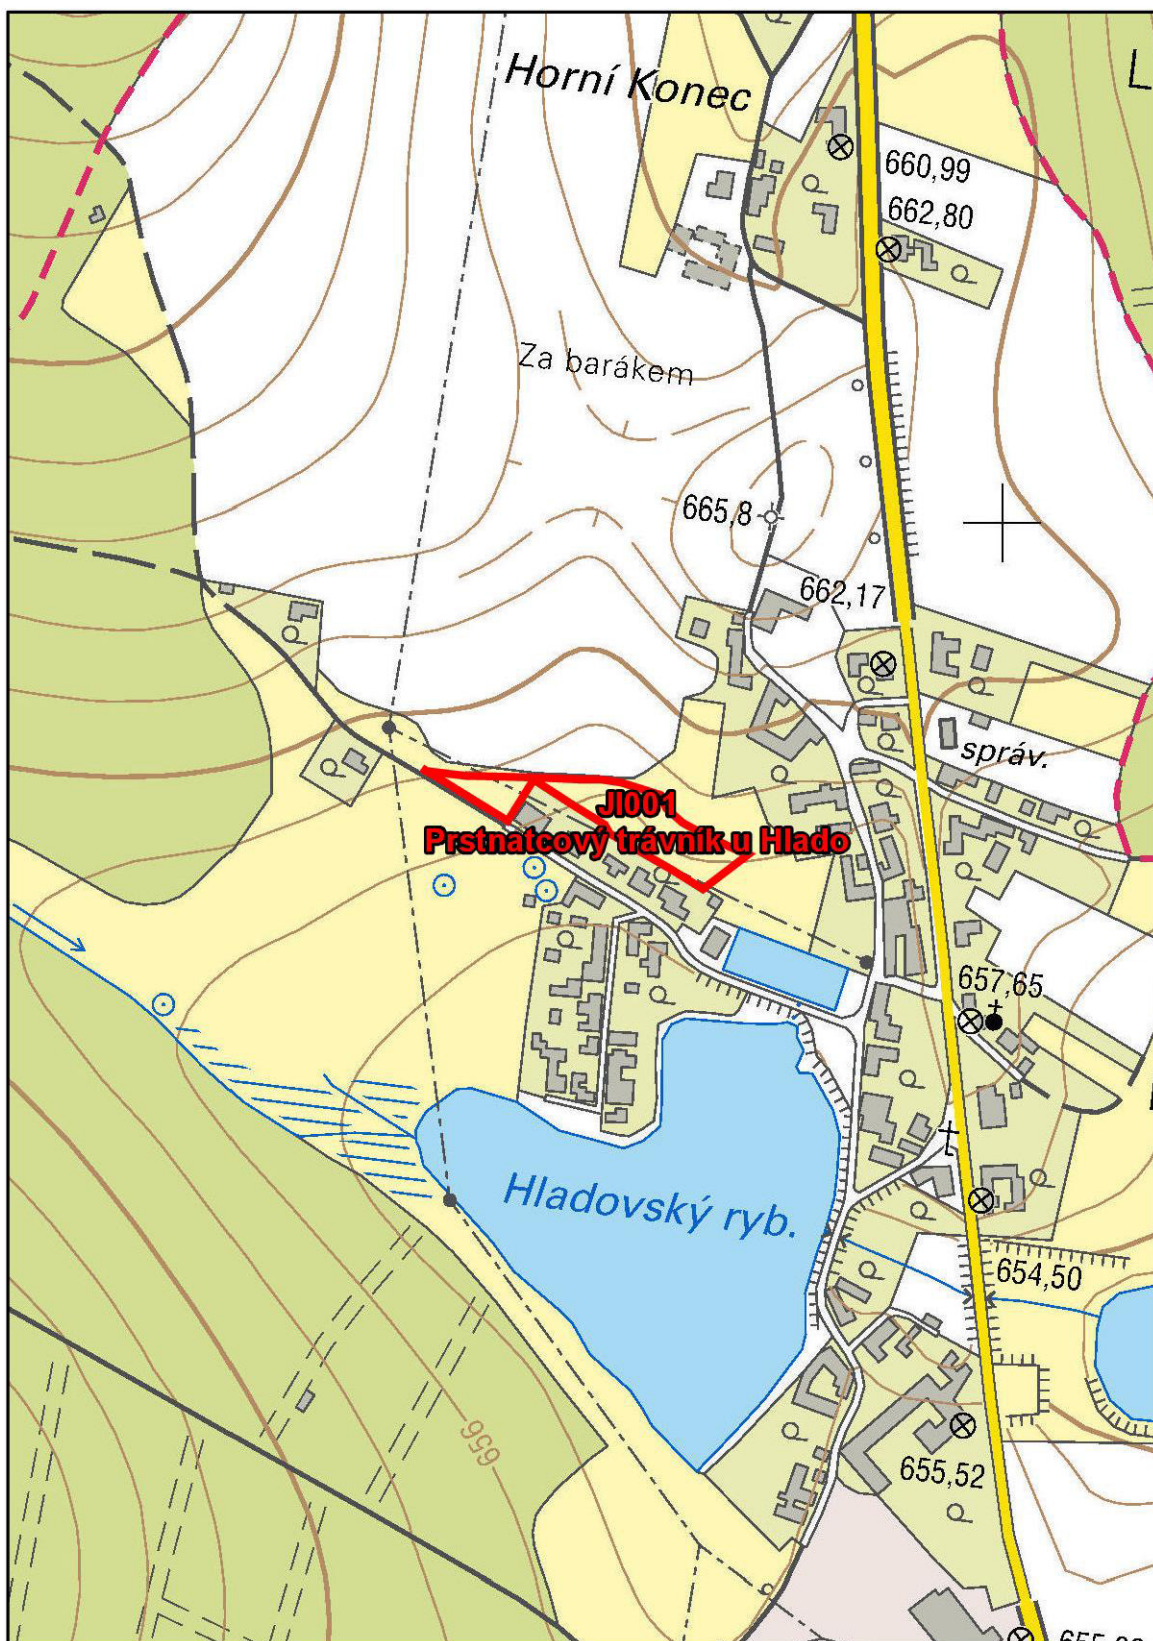 L
Horní Konec
660,99
662,80
Za barákem
665,8
662,17
správ.
JI001
Prstnatcový trávník u Hlado
657,65
Hladovský ryb.
654,50
656
655,52